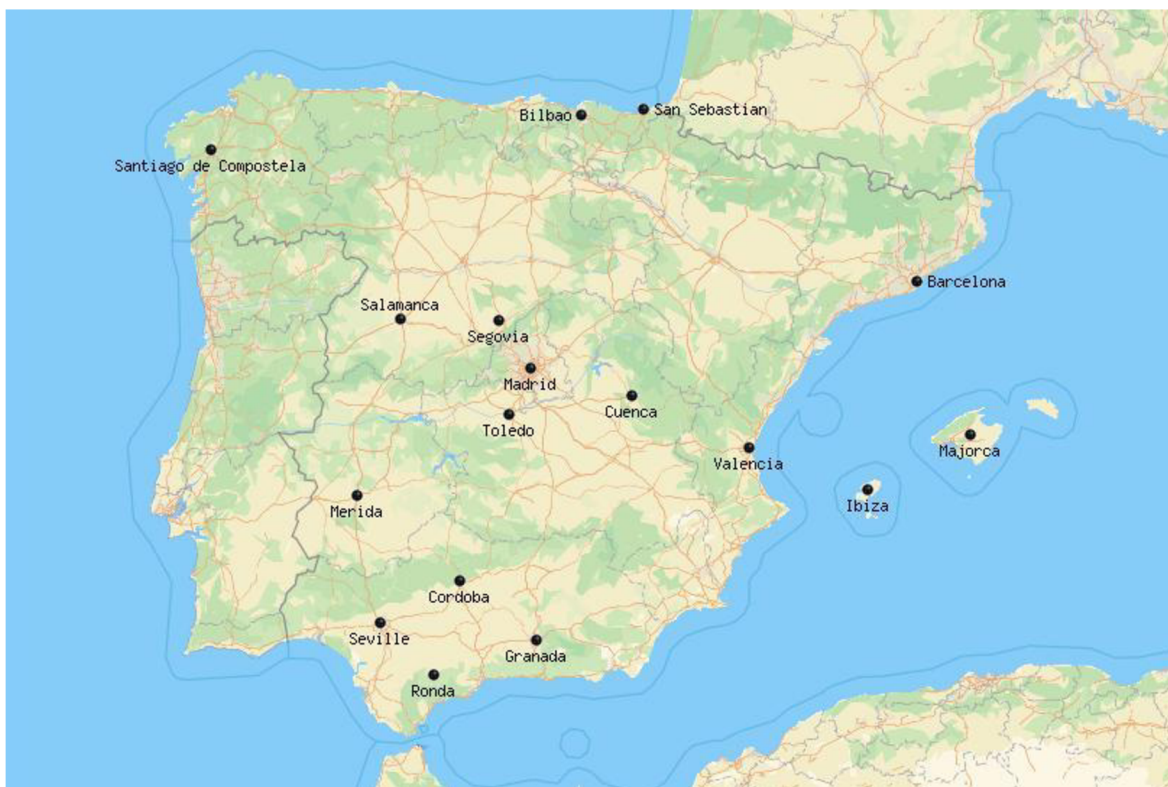 San Sebastian
Bilbao
Santiago de Compostela
Barcelona
Salamanca
Segovia
Madrid
Cuenca
Toledo
Majorca
Valencia
Ibiza
Merida
Cordoba
Seville
Granada
Ronda